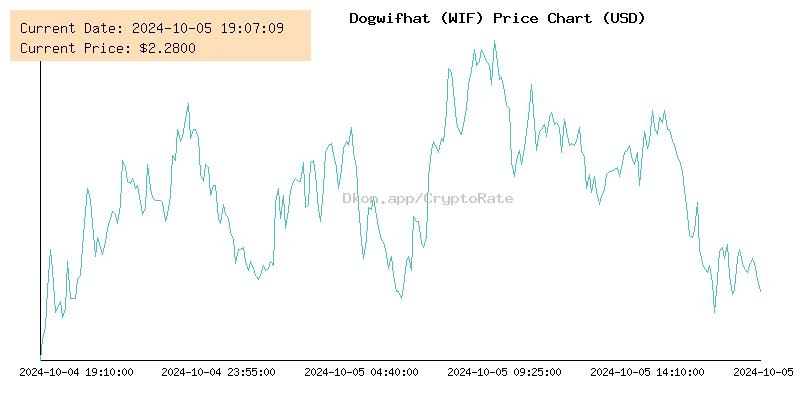 Dogwifhat (WIF) Price Chart (USD)
Current Date: 2024-10-05 19:07:09
Current Price: $2.2800
Dkon.app/CryptoRate
2024-10-04 19:10:00 2024-10-04 23:55:00 2024-10-05 04:40:00 2024-10-05 09:25:00 2024-10-05 14:10:00 2024-10-05